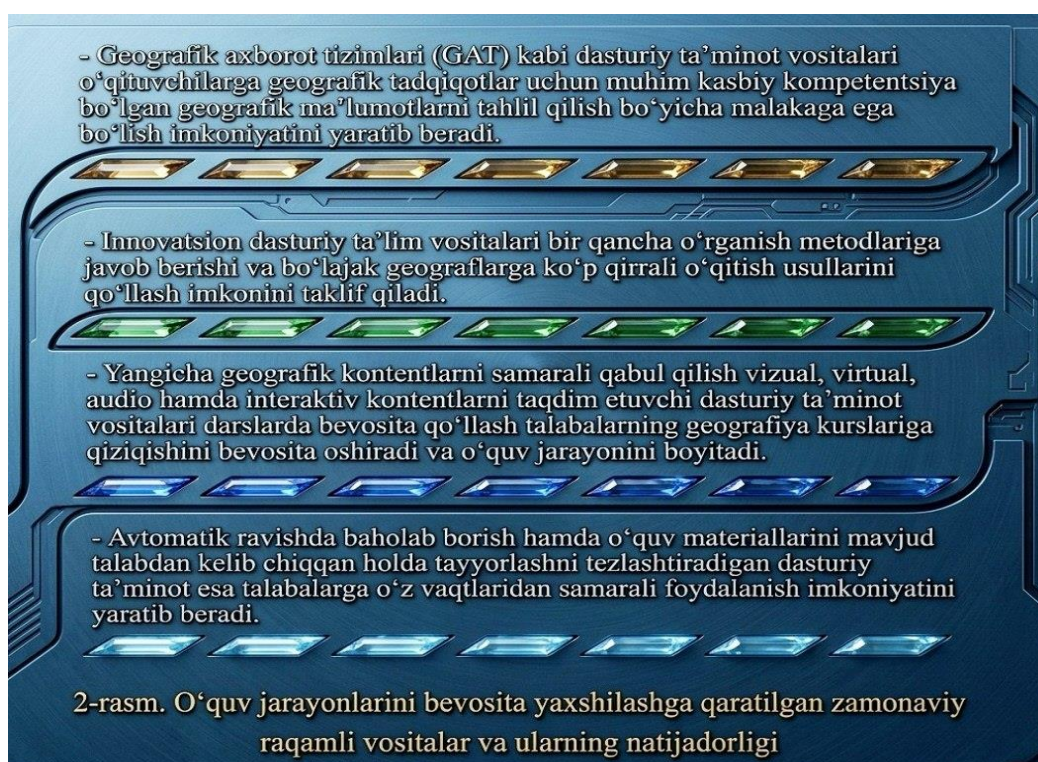 - Geografik axborot tizimlari (GAT) kabi dasturiy ta’minot vositalari
o‘qituvchilarga geografik tadqiqotlar uchun muhim kasbiy kompetentsiya
bo‘lgan geografik ma’lumotlarni tahlil qilish bo‘yicha malakaga ega
bo‘lish imkoniyatini yaratib beradi.
- Innovatsion dasturiy ta’lim vositalari bir qancha o‘rganish metodlariga
javob berishi va bo‘lajak geograflarga ko‘p qirrali o‘qitish usullarini
qo‘llash imkonini taklif qiladi.
- Yangicha geografik kontentlarni samarali qabul qilish vizual, virtual,
audio hamda interaktiv kontentlarni taqdim etuvchi dasturiy ta’minot
vositalari darslarda bevosita qo‘llash talabalarning geografiya kurslariga
qiziqishini bevosita oshiradi va o‘quv jarayonini boyitadi.
- Avtomatik ravishda baholab borish hamda o‘quv materiallarini mavjud
talabdan kelib chiqqan holda tayyorlashni tezlashtiradigan dasturiy
ta’minot esa talabalarga o‘z vaqtlaridan samarali foydalanish imkoniyatini
yaratib beradi.
2-rasm. O‘quv jarayonlarini bevosita yaxshilashga qaratilgan zamonaviy
raqamli vositalar va ularning natijadorligi